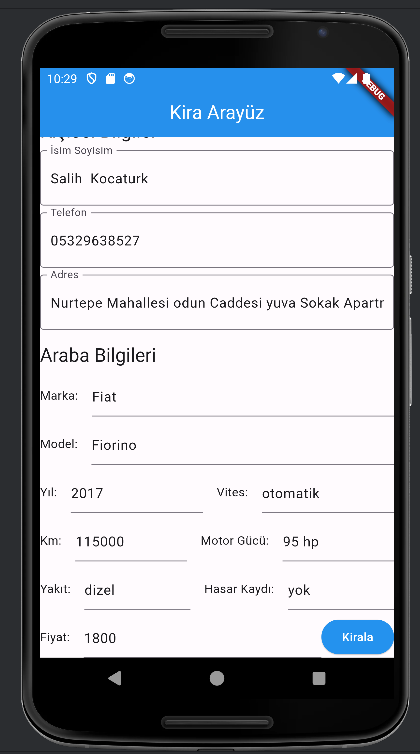 10:29
DEBUG
Kira Arayüz
İsim Soyisim
Salih Kocaturk
Telefon
05329638527
Adres
Nurtepe Mahallesi odun Caddesi yuva Sokak Apartr
Araba Bilgileri
Marka: Fiat
Model: Fiorino
Yıl: 2017 Vites: otomatik
Km: 115000 Motor Gücü: 95 hp
Yakıt: dizel Hasar Kaydı: yok
Fiyat: 1800 Kirala